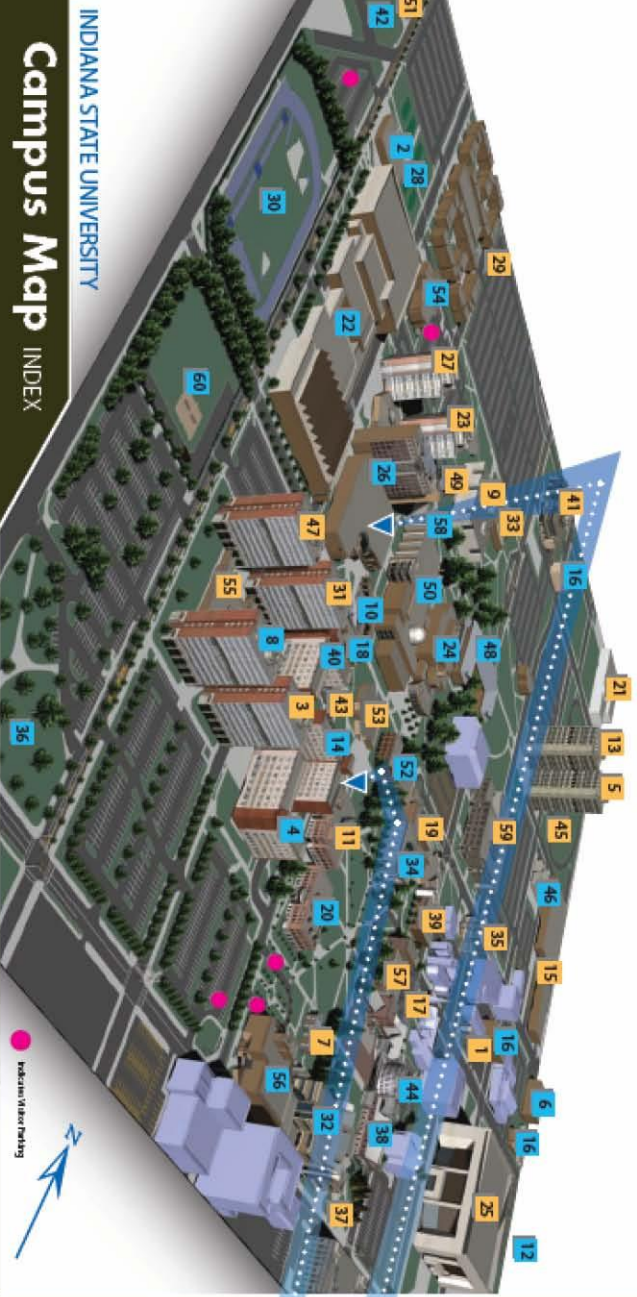 21
13 5
41 16 45
46 15 6
16 12
29 9 33 59 35 1 16 25
48
27 23 49 24
54 58 50 19 39
51 28 34 17 44
2 57
42 26 53 52 38
10 18
22 31 43 11 37
40 14
47 3 20 7 32
30 8 4 56
55
60
36
INDIANA STATE UNIVERSITY
Campus Map INDEX
Indicates Visitor Parking
N